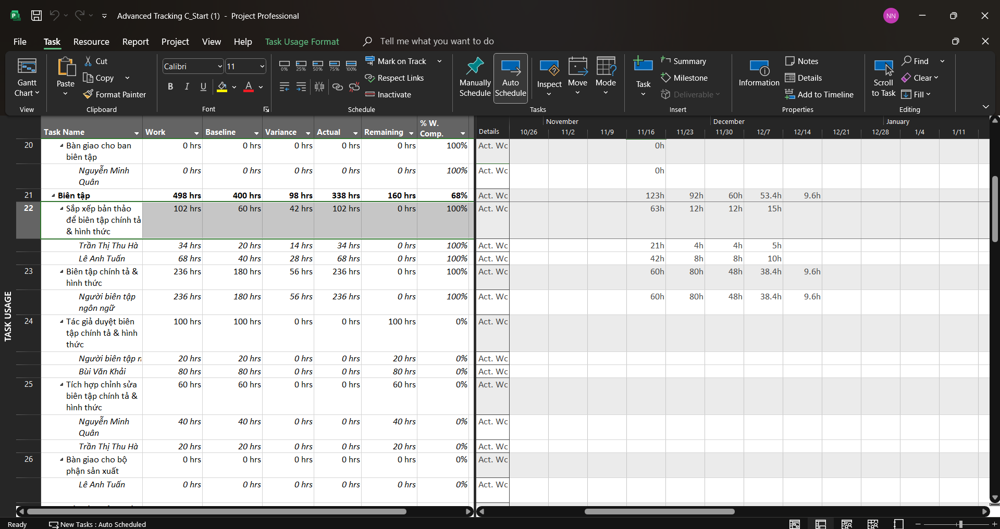 Advanced Tracking C_Start (1) - Project Professional
NN
File Task Resource Report Project View Help Task Usage Format Tell me what you want to do
Gantt Chart
View
Paste
Cut
Copy
Format Painter
Clipboard
Calibri 11
B I U A
Font
0% 25% 50% 75% 100%
Mark on Track
Respect Links
Inactivate
Schedule
Manually Schedule
Auto Schedule
Inspect
Move
Mode
Tasks
Task
Summary
Milestone
Deliverable
Insert
Information
Notes
Details
Add to Timeline
Properties
Scroll to Task
Find
Clear
Fill
Editing
TASK USAGE
Task Name Work Baseline Variance Actual Remaining % W. Comp. Details
November December January
10/26 11/2 11/9 11/16 11/23 11/30 12/7 12/14 12/21 12/28 1/4 1/11
20 Bàn giao cho ban 0 hrs 0 hrs 0 hrs 0 hrs 0 hrs 100% Act. Wc 0h
biên tập
Nguyễn Minh 0 hrs 0 hrs 0 hrs 0 hrs 0 hrs 100% Act. Wc 0h
Quân
21 Biên tập 498 hrs 400 hrs 98 hrs 338 hrs 160 hrs 68% Act. Wc 123h 92h 60h 53.4h 9.6h
22 Sắp xếp bản thảo 102 hrs 60 hrs 42 hrs 102 hrs 0 hrs 100% Act. Wc 63h 12h 12h 15h
để biên tập chính tả
& hình thức
Trần Thị Thu Hà 34 hrs 20 hrs 14 hrs 34 hrs 0 hrs 100% Act. Wc 21h 4h 4h 5h
Lê Anh Tuấn 68 hrs 40 hrs 28 hrs 68 hrs 0 hrs 100% Act. Wc 42h 8h 8h 10h
23 Biên tập chính tả & 236 hrs 180 hrs 56 hrs 236 hrs 0 hrs 100% Act. Wc 60h 80h 48h 38.4h 9.6h
hình thức
Người biên tập 236 hrs 180 hrs 56 hrs 236 hrs 0 hrs 100% Act. Wc 60h 80h 48h 38.4h 9.6h
ngôn ngữ
24 Tác giả duyệt biên 100 hrs 100 hrs 0 hrs 0 hrs 100 hrs 0% Act. Wc
tập chính tả & hình
thức
Người biên tập n 20 hrs 20 hrs 0 hrs 0 hrs 20 hrs 0% Act. Wc
Bùi Văn Khải 80 hrs 80 hrs 0 hrs 0 hrs 80 hrs 0% Act. Wc
25 Tích hợp chỉnh sửa 60 hrs 60 hrs 0 hrs 0 hrs 60 hrs 0% Act. Wc
biên tập chính tả &
hình thức
Nguyễn Minh 40 hrs 40 hrs 0 hrs 0 hrs 40 hrs 0% Act. Wc
Quân
Trần Thị Thu Hà 20 hrs 20 hrs 0 hrs 0 hrs 20 hrs 0% Act. Wc
26 Bàn giao cho bộ 0 hrs 0 hrs 0 hrs 0 hrs 0 hrs 0% Act. Wc
phận sản xuất
Lê Anh Tuấn 0 hrs 0 hrs 0 hrs 0 hrs 0 hrs 0% Act. Wc
Ready New Tasks : Auto Scheduled